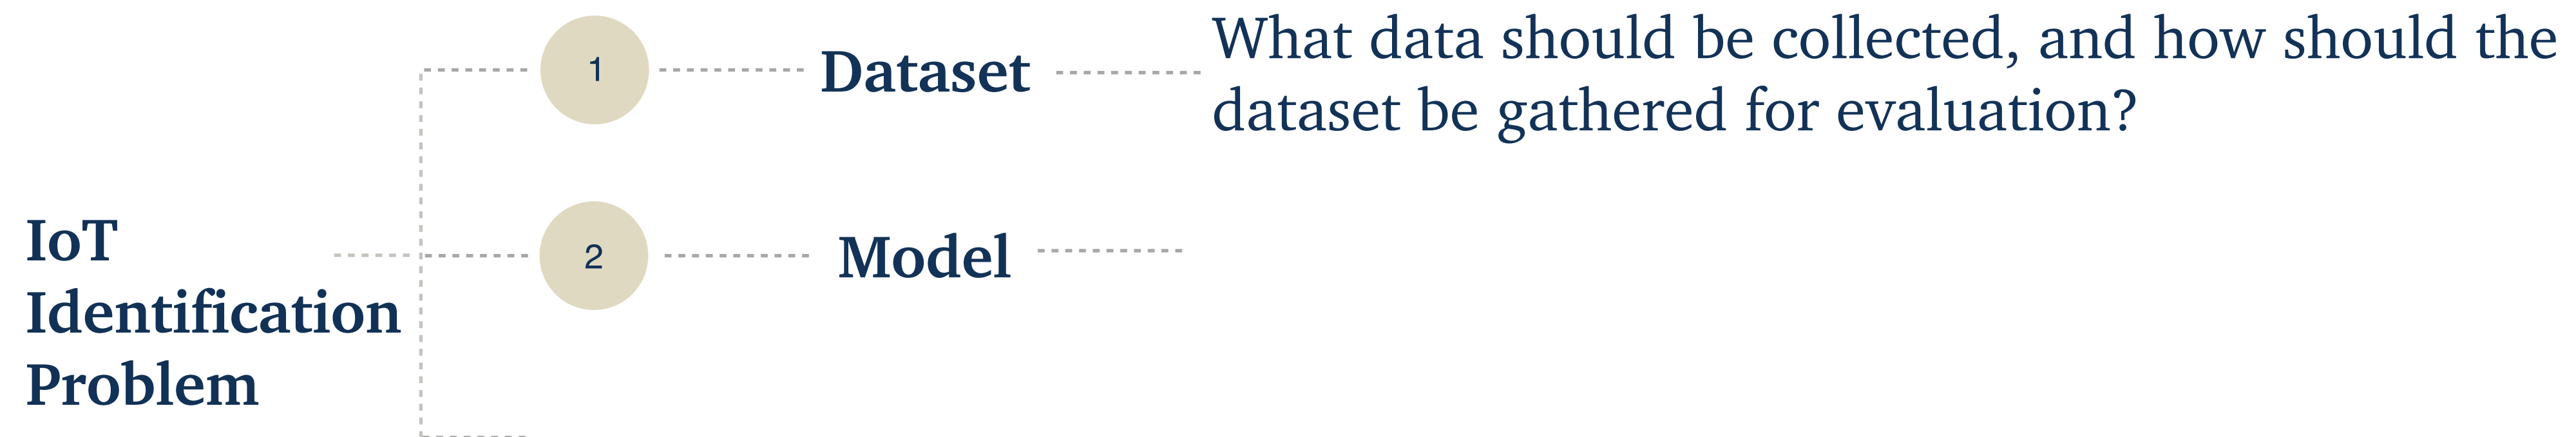 1
Dataset
What data should be collected, and how should the
dataset be gathered for evaluation?
IoT
Identification
Problem
2
Model